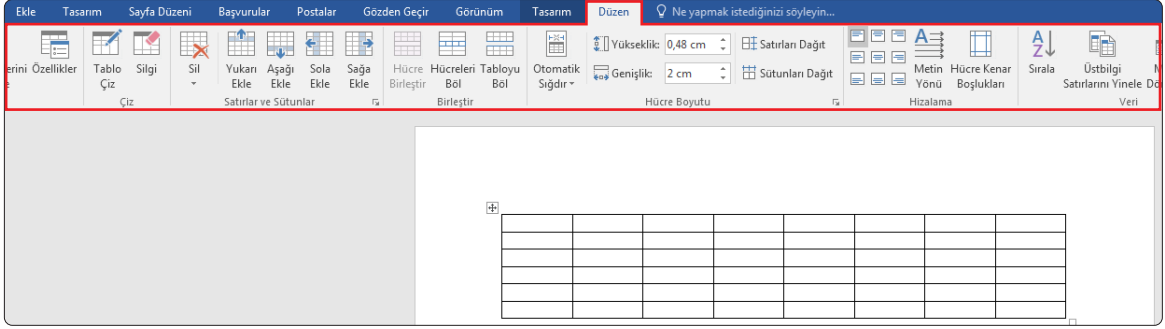 Ekle Tasarım Sayfa Düzeni Başvurular Postalar Gözden Geçir Görünüm Tasarım Düzen Ne yapmak istediğinizi söyleyin...
Özellikler
Tablo Çiz
Silgi
Çiz
Sil
Yukarı Ekle
Aşağı Ekle
Sola Ekle
Sağa Ekle
Satırlar ve Sütunlar
Hücre Birleştir
Hücreleri Böl
Tabloyu Böl
Birleştir
Otomatik Sığdır
Yükseklik: 0,48 cm
Genişlik: 2 cm
Satırları Dağıt
Sütunları Dağıt
Hücre Boyutu
Metin Yönü
Hücre Kenar Boşlukları
Hizalama
A
Z
Sırala
Üstbilgi Satırlarını Yinele
Veri